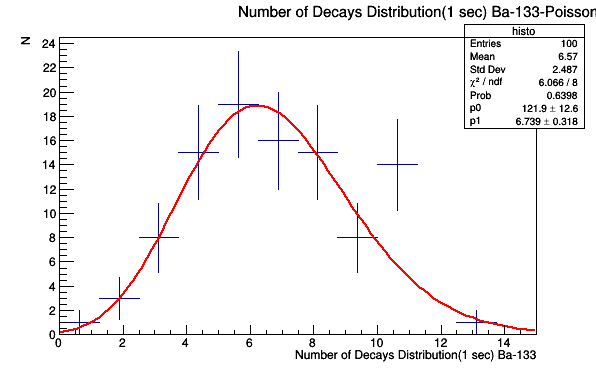 Number of Decays Distribution(1 sec) Ba-133-Poisson
histo
Entries 100
Mean 6.57
Std Dev 2.487
χ² / ndf 6.066 / 8
Prob 0.6398
p0 121.9 ± 12.6
p1 6.739 ± 0.318
N
24
22
20
18
16
14
12
10
8
6
4
2
0
0 2 4 6 8 10 12 14
Number of Decays Distribution(1 sec) Ba-133